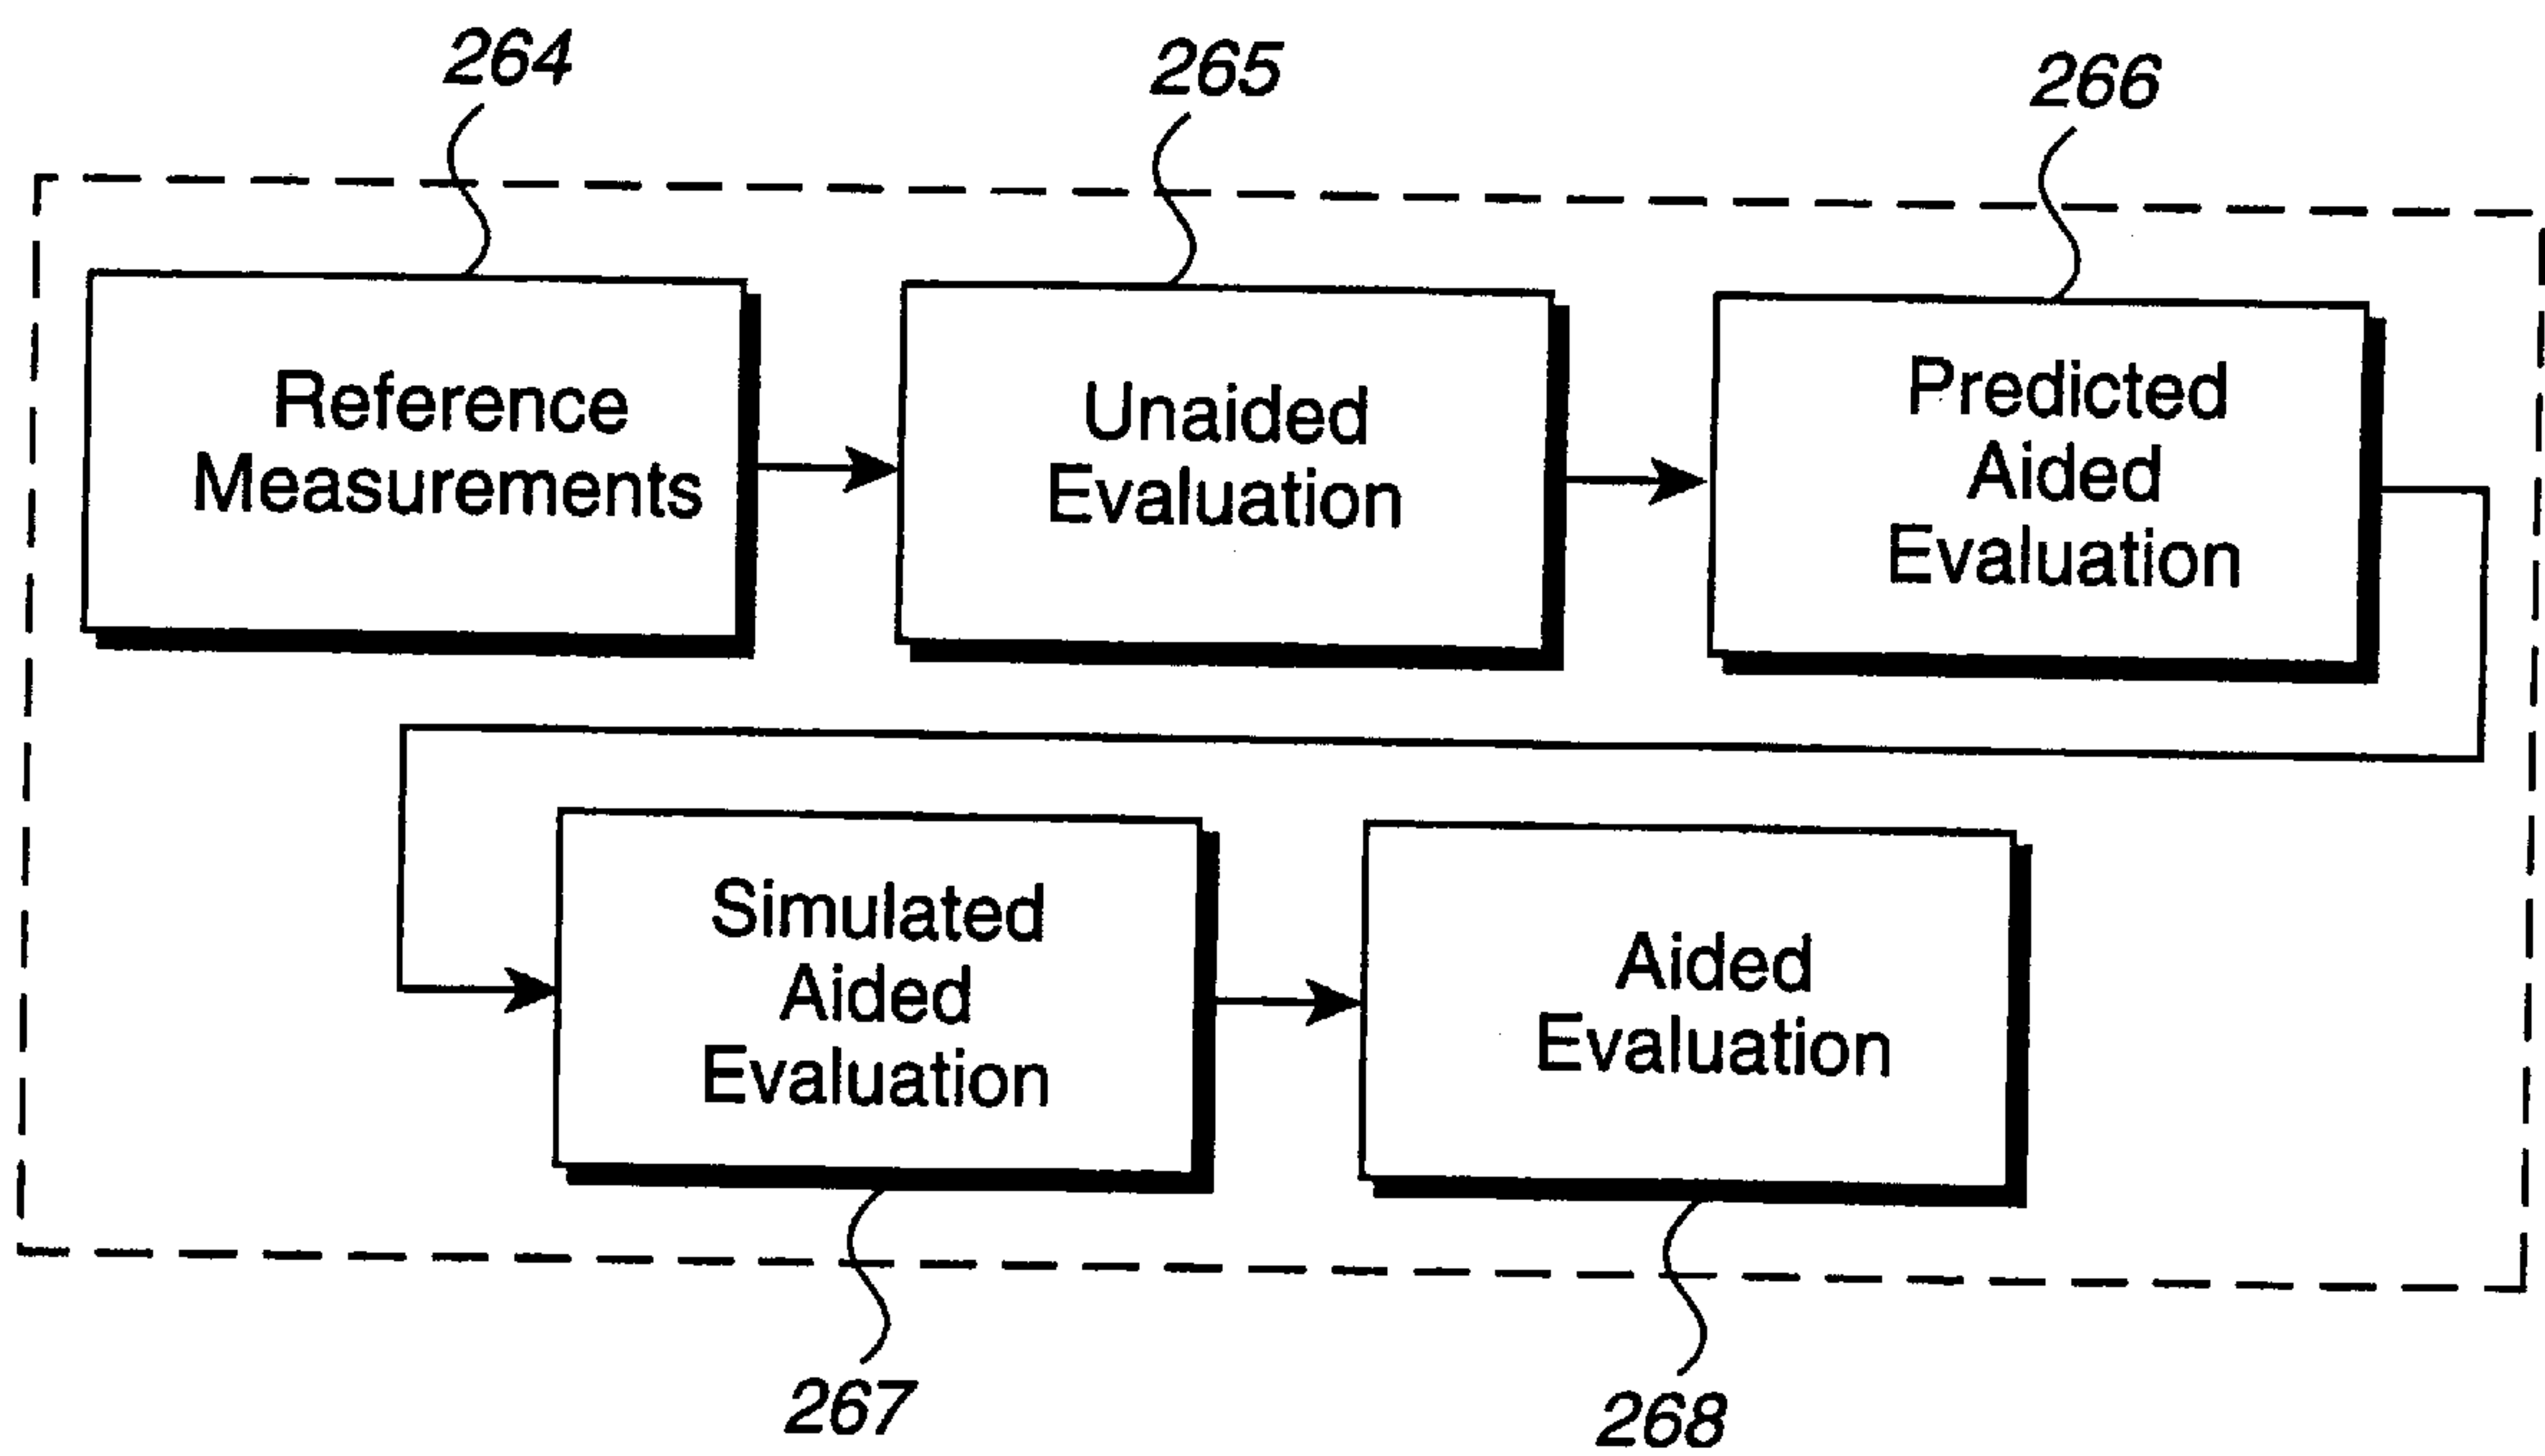 264
265
266
Reference
Measurements
Unaided
Evaluation
Predicted
Aided
Evaluation
Simulated
Aided
Evaluation
Aided
Evaluation
267
268